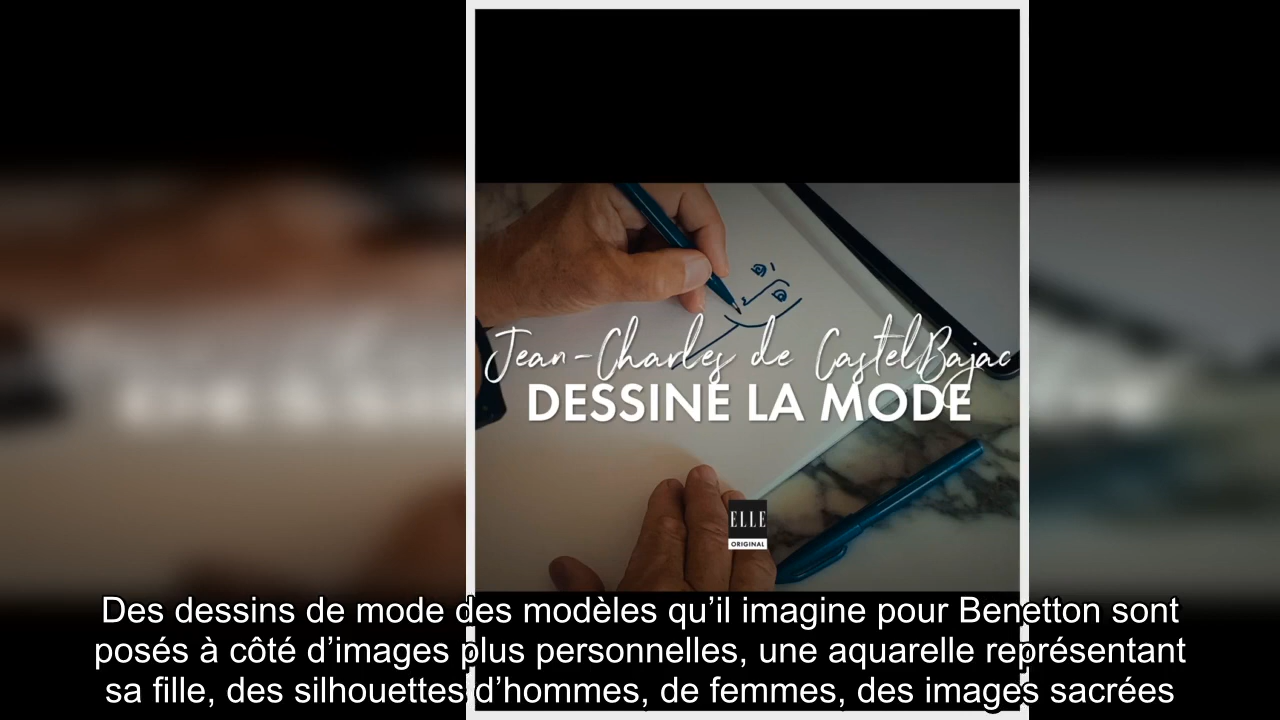 Jean-Charles de CastelBajac
DESSINE LA MODE
ELLE
ORIGINAL
Des dessins de mode des modèles qu’il imagine pour Benetton sont
posés à côté d’images plus personnelles, une aquarelle représentant
sa fille, des silhouettes d’hommes, de femmes, des images sacrées